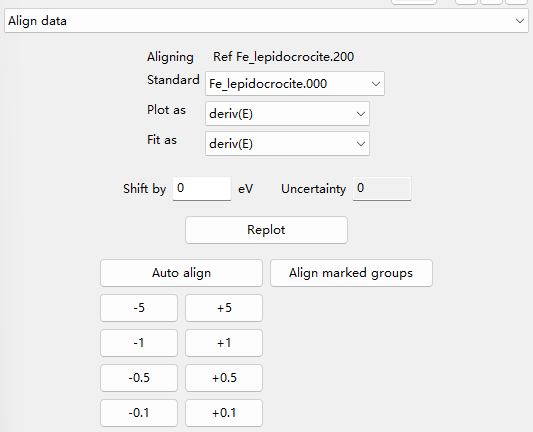 Align data
Aligning Ref Fe_lepidocrocite.200
Standard Fe_lepidocrocite.000
Plot as deriv(E)
Fit as deriv(E)
Shift by 0 eV Uncertainty 0
Replot
Auto align Align marked groups
-5 +5
-1 +1
-0.5 +0.5
-0.1 +0.1